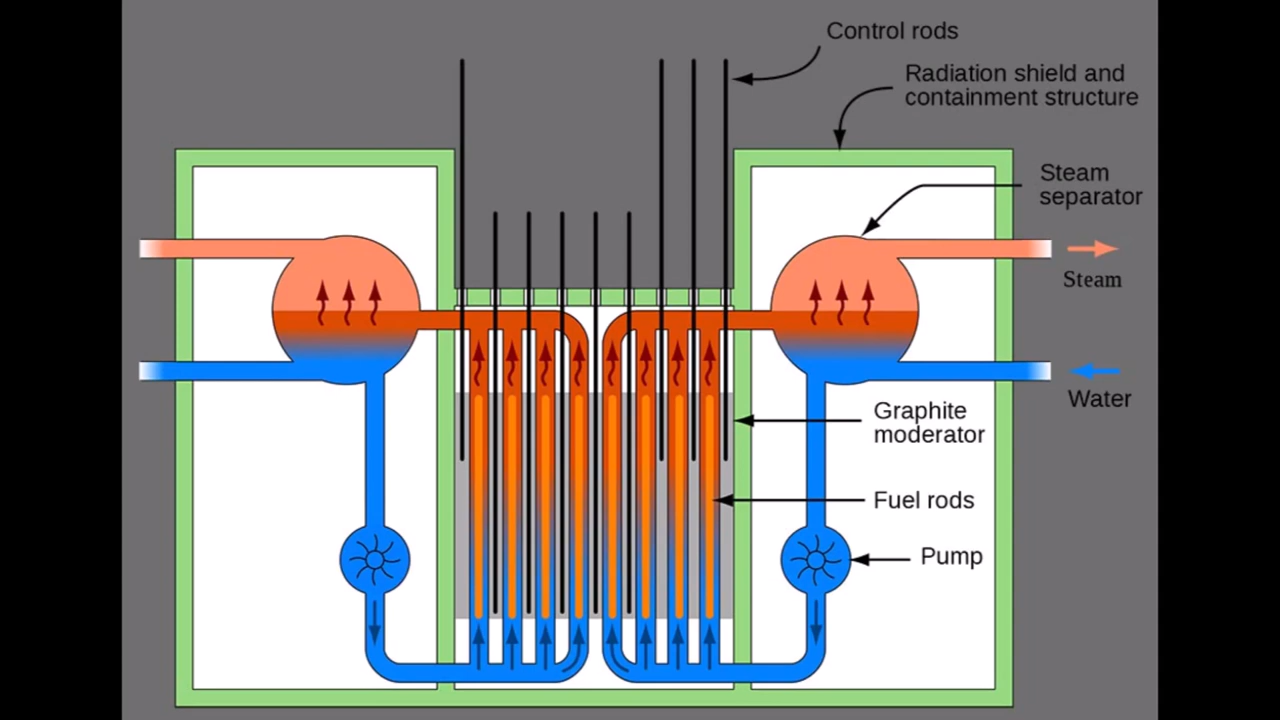 Control rods
Radiation shield and
containment structure
Steam
separator
Steam
Water
Graphite
moderator
Fuel rods
Pump